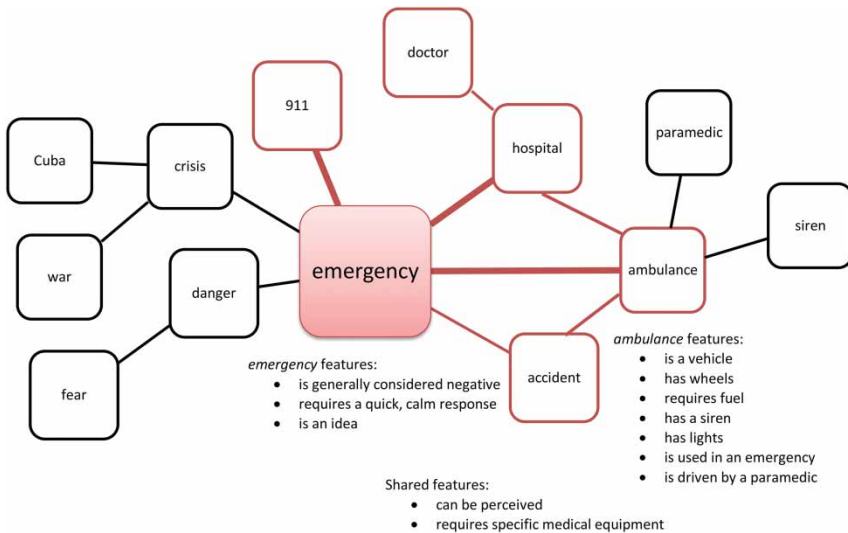 doctor
911
paramedic
hospital
Cuba
crisis
siren
emergency
ambulance
war
danger
accident
fear
emergency features:
• is generally considered negative
• requires a quick, calm response
• is an idea
ambulance features:
• is a vehicle
• has wheels
• requires fuel
• has a siren
• has lights
• is used in an emergency
• is driven by a paramedic
Shared features:
• can be perceived
• requires specific medical equipment